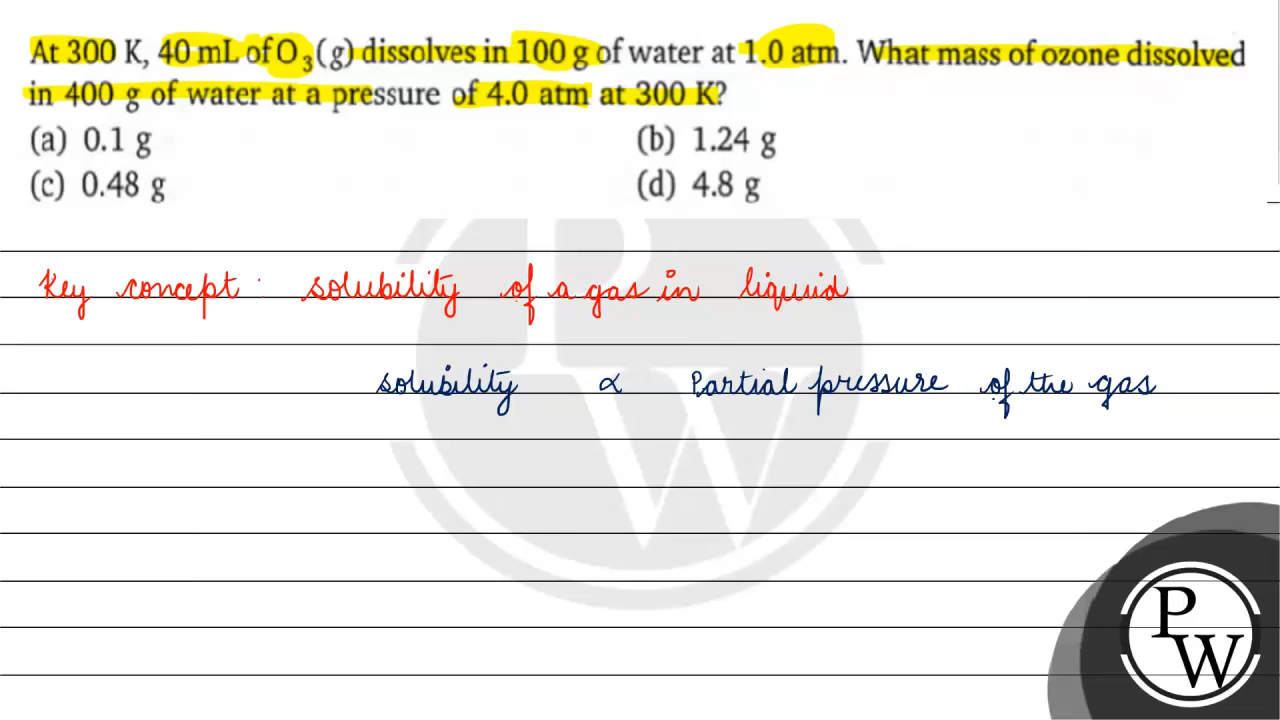 At 300 K, 40 mL of O₃(g) dissolves in 100 g of water at 1.0 atm. What mass of ozone dissolved
in 400 g of water at a pressure of 4.0 atm at 300 K?
(a) 0.1 g (b) 1.24 g
(c) 0.48 g (d) 4.8 g
Key concept: solubility of a gas in liquid
solubility ∝ Partial pressure of the gas
PW
PW